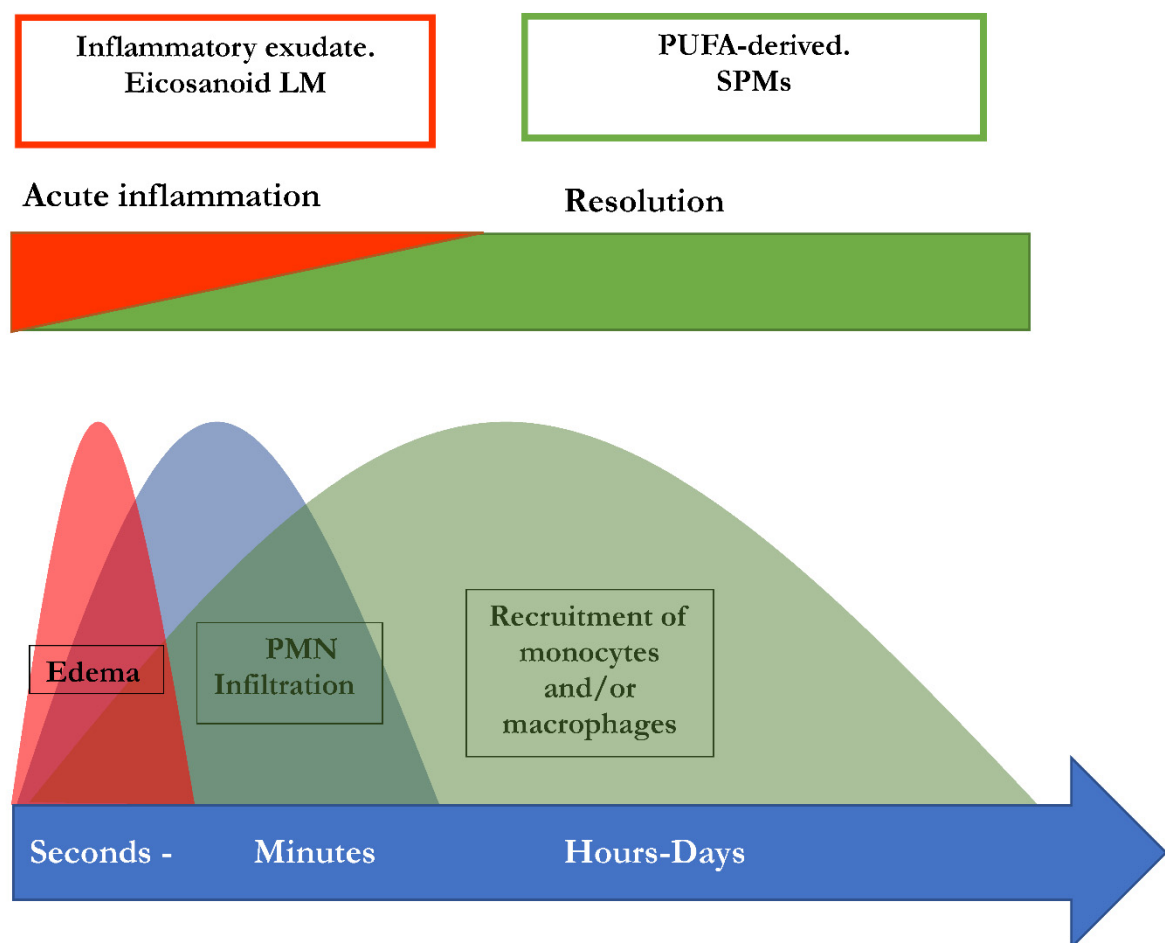 Inflammatory exudate.
Eicosanoid LM
PUFA-derived.
SPMs
Acute inflammation
Resolution
Edema
PMN
Infiltration
Recruitment of
monocytes
and/or
macrophages
Seconds -
Minutes
Hours-Days